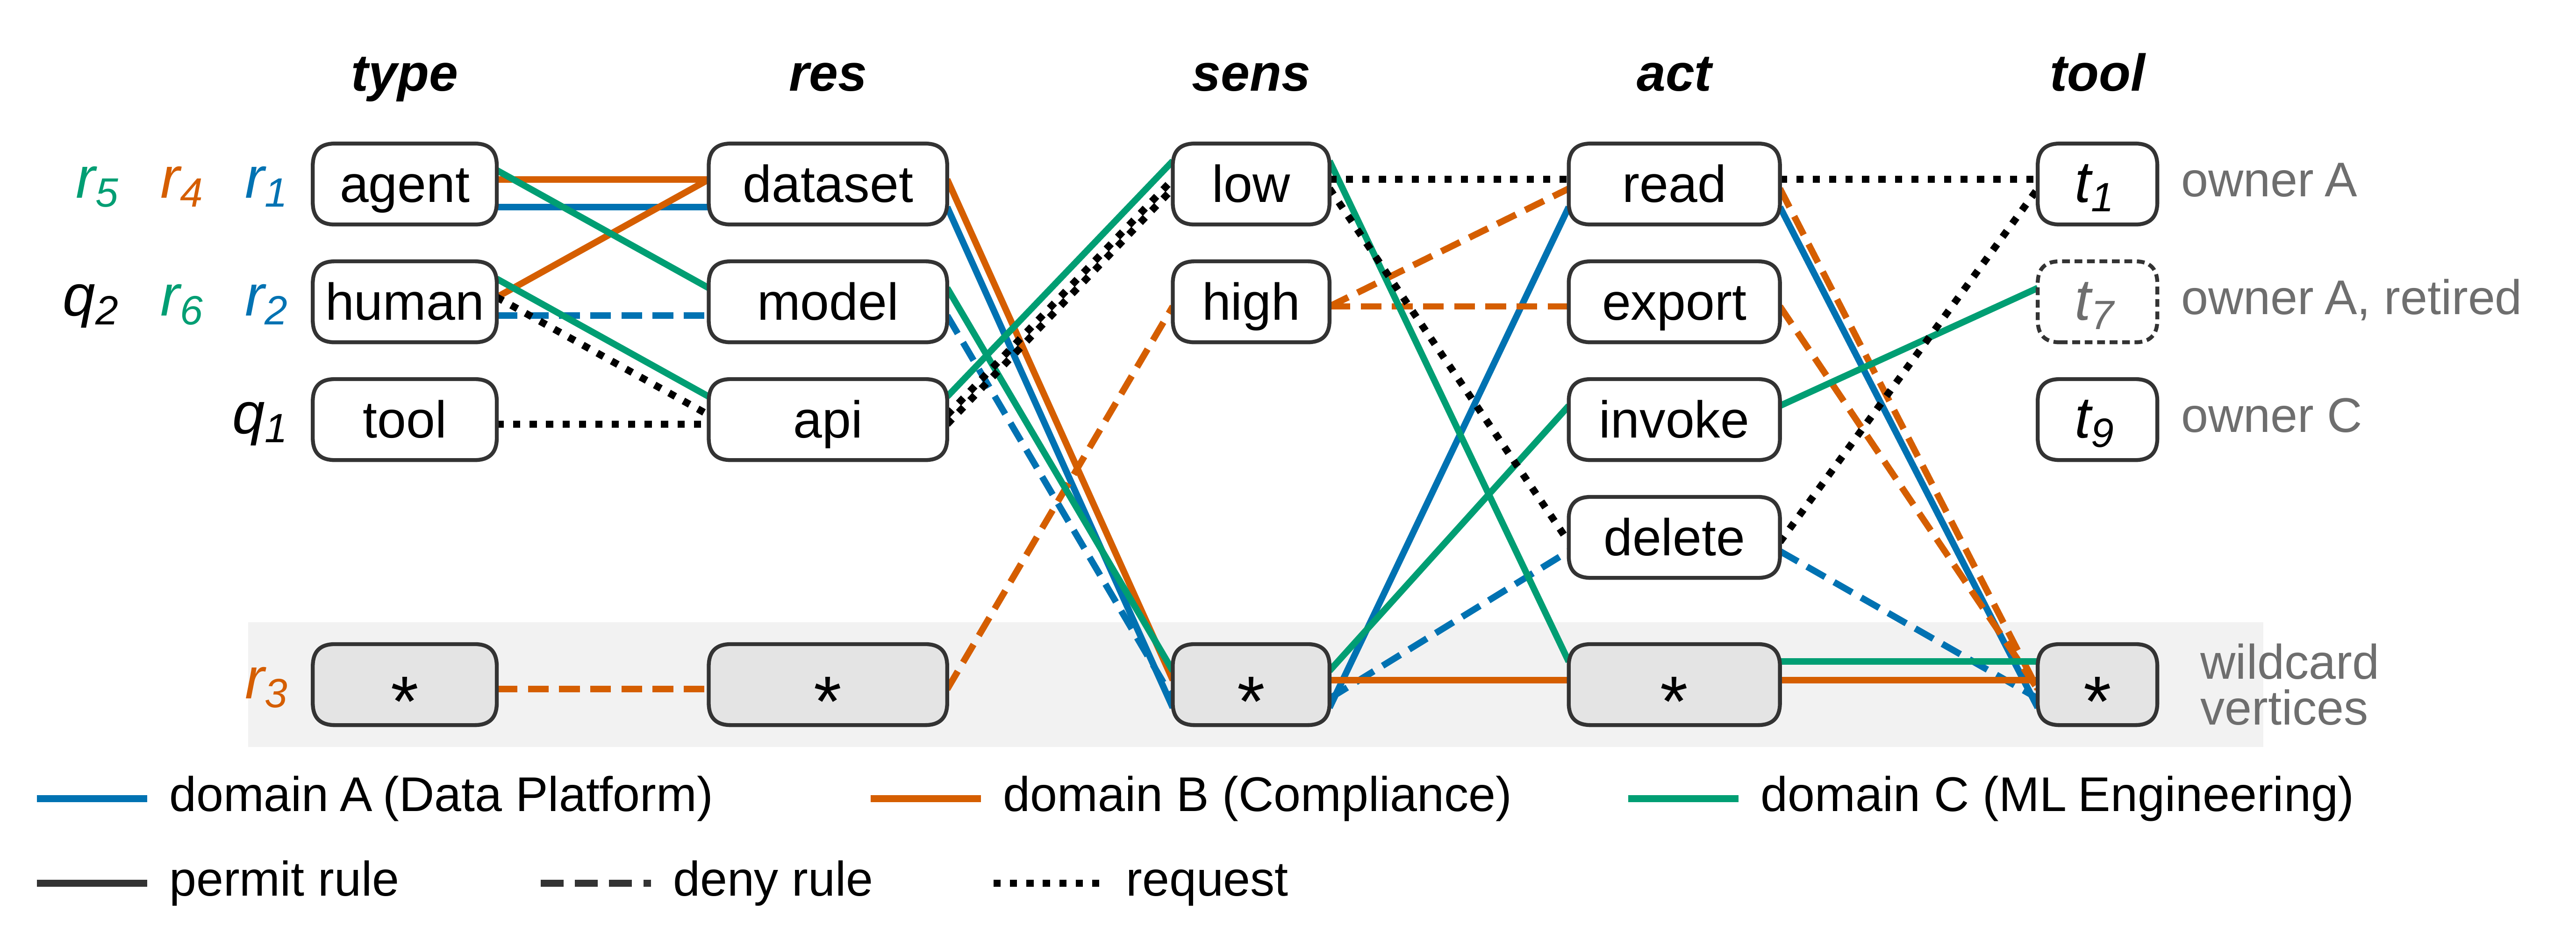 type res sens act tool
r5 r4 r1 agent dataset low read t1 owner A
q2 r6 r2 human model high export t7 owner A, retired
q1 tool api invoke t9 owner C
delete
r3 * * * * * wildcard
vertices
domain A (Data Platform) domain B (Compliance) domain C (ML Engineering)
permit rule deny rule request